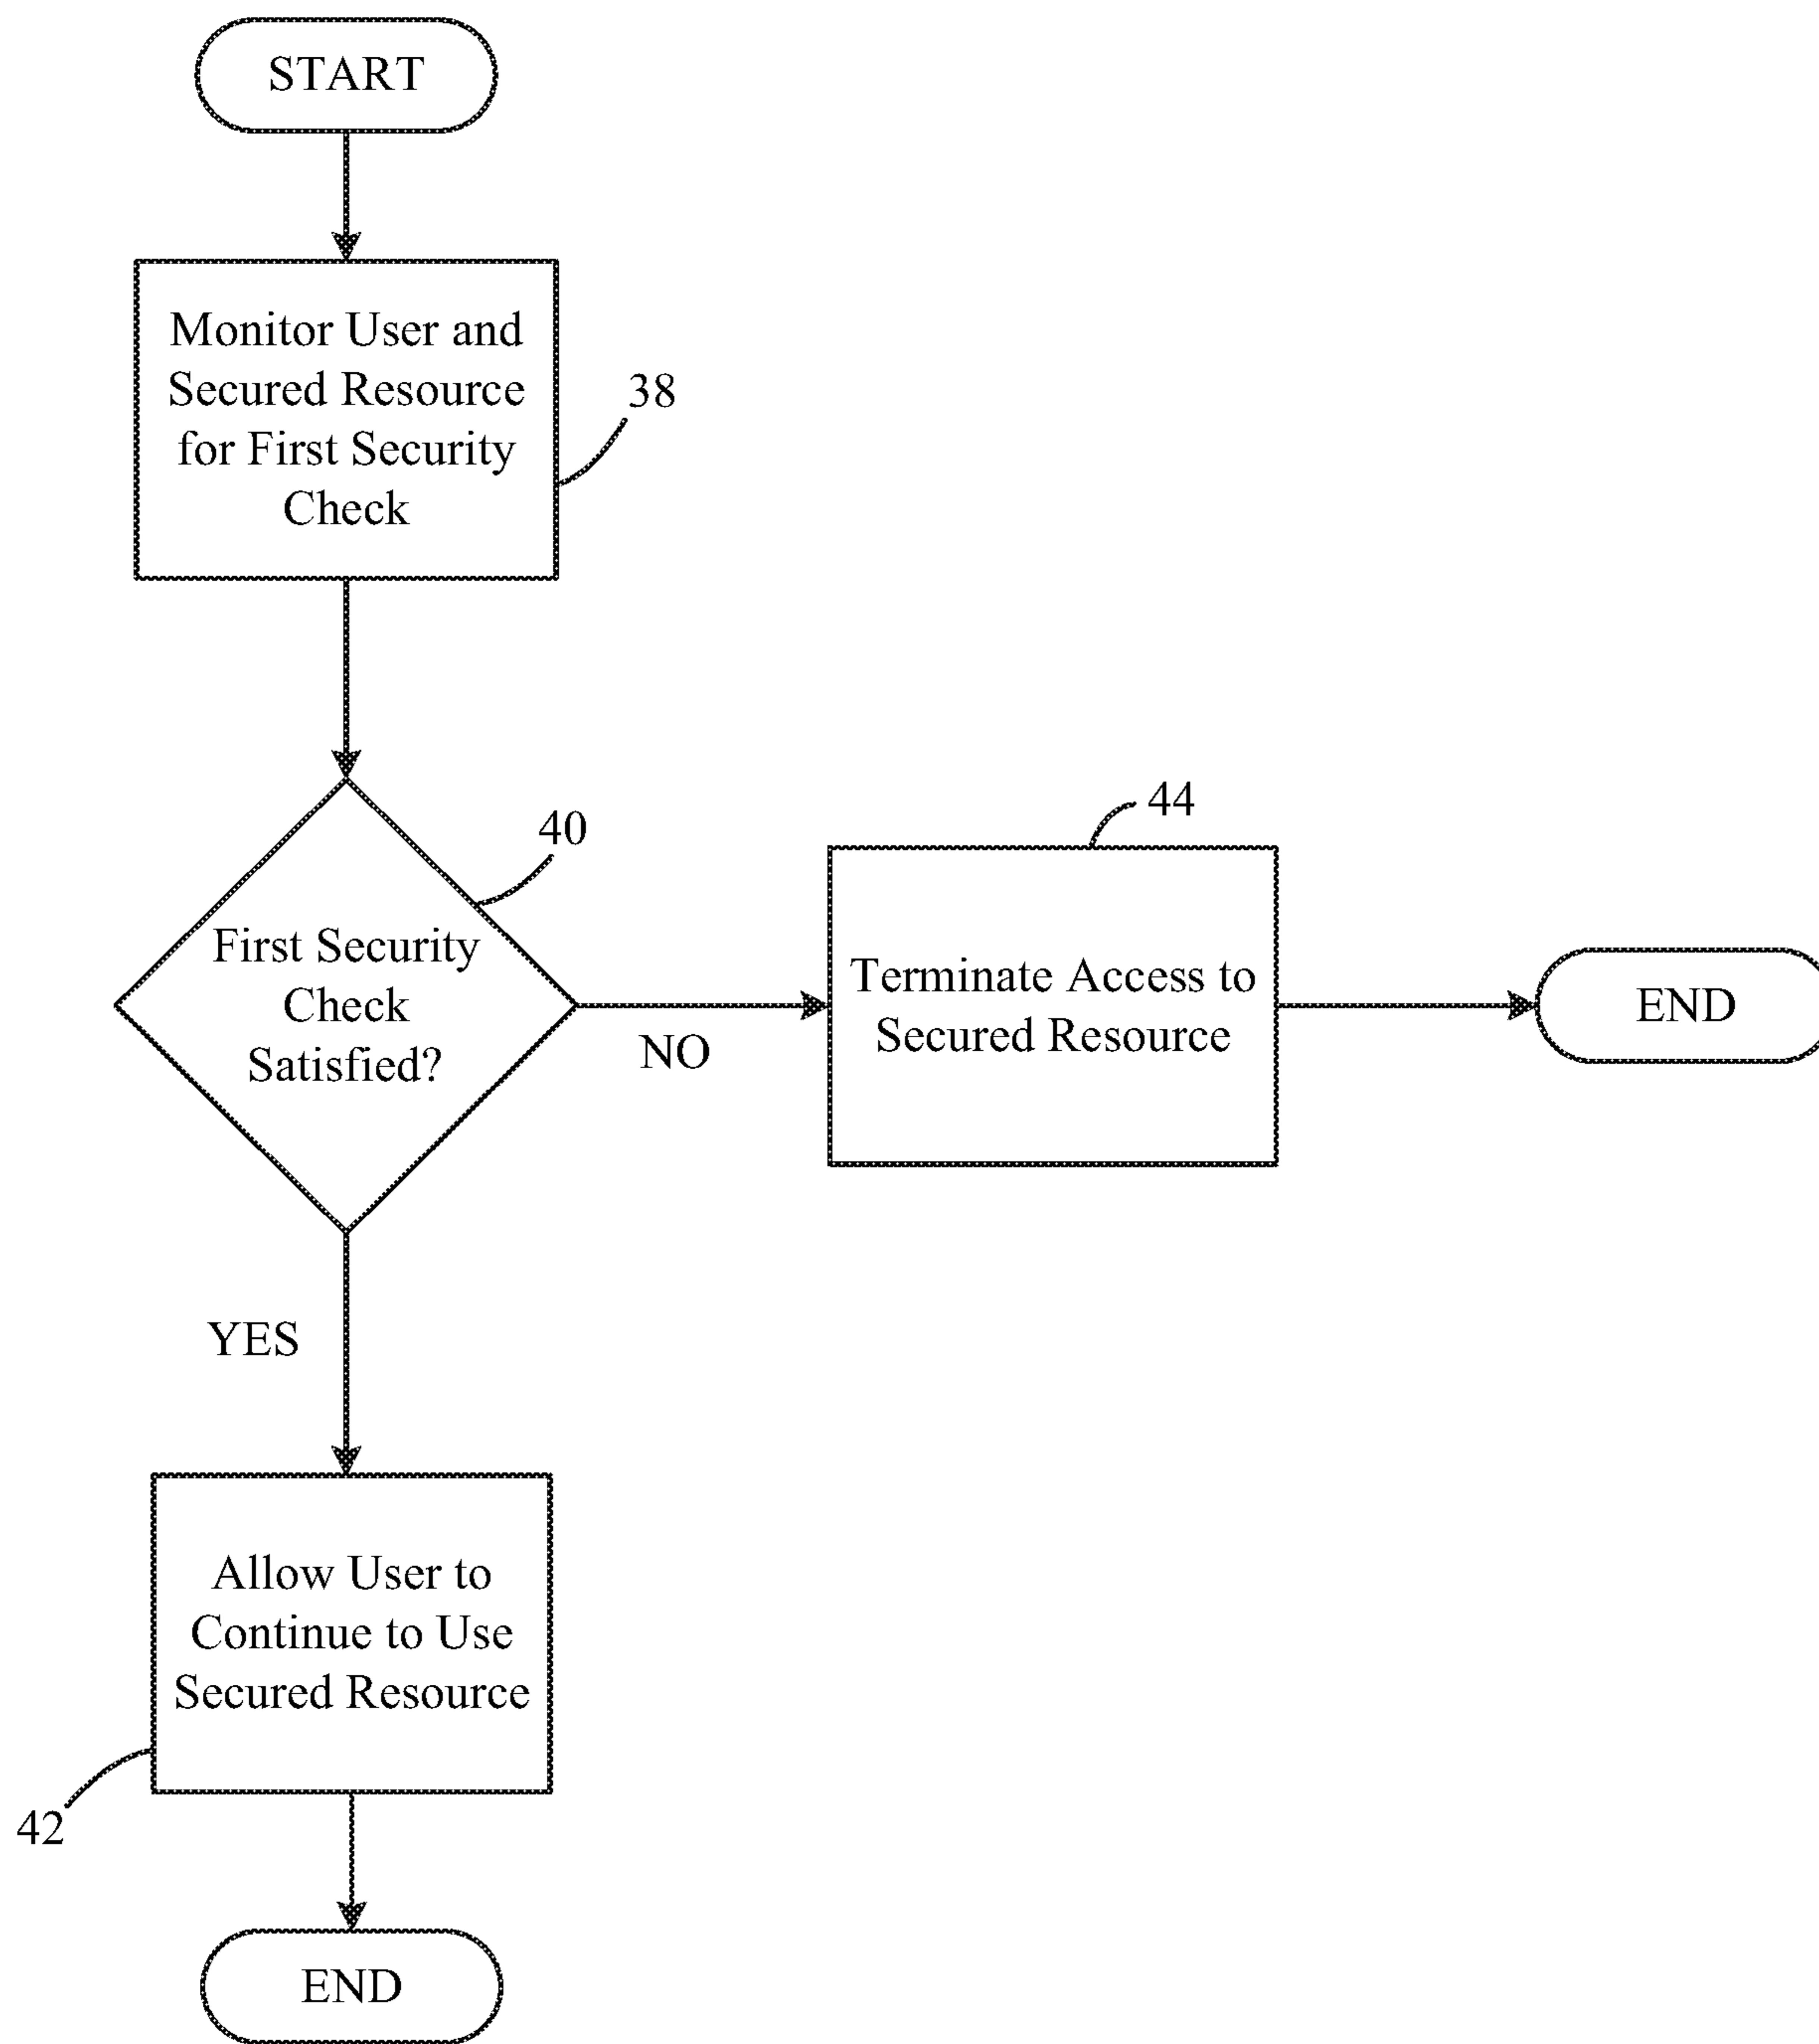 START
Monitor User and
Secured Resource
for First Security
Check
38
40
First Security
Check
Satisfied?
NO
44
Terminate Access to
Secured Resource
END
YES
Allow User to
Continue to Use
Secured Resource
42
END